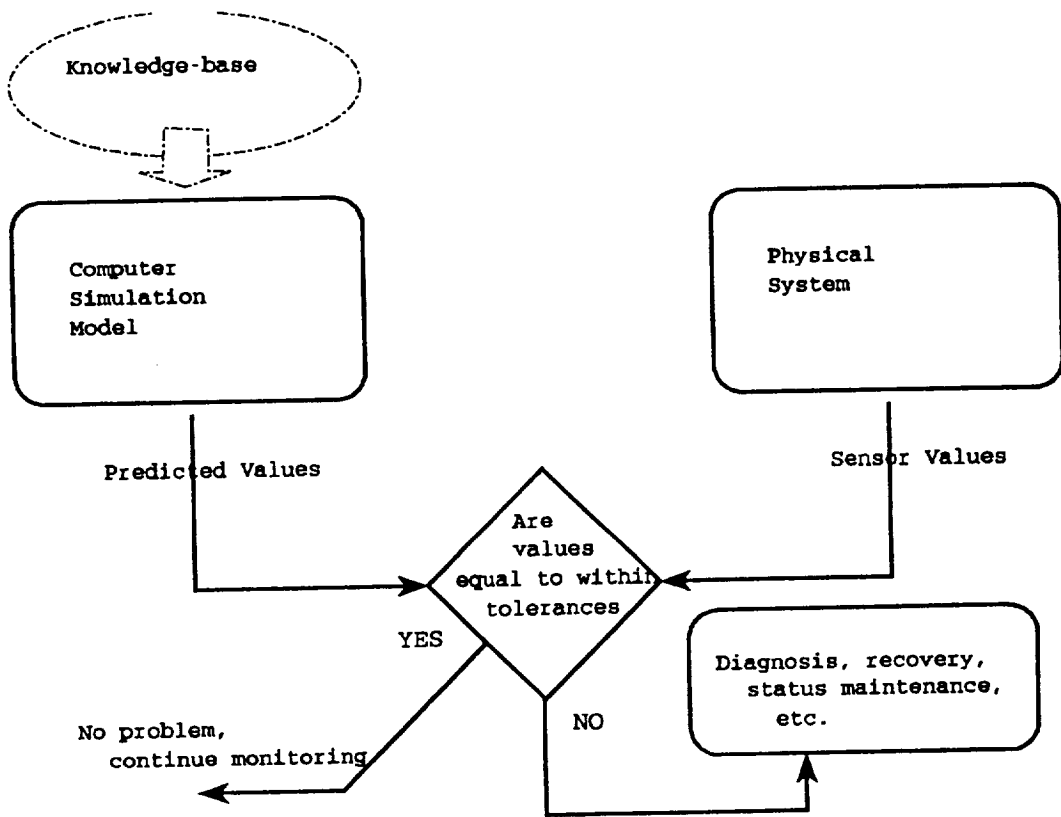 Knowledge-base
Computer
Simulation
Model
Physical
System
Predicted Values
Sensor Values
Are
values
equal to within
tolerances
YES
Diagnosis, recovery,
status maintenance,
etc.
NO
No problem,
continue monitoring